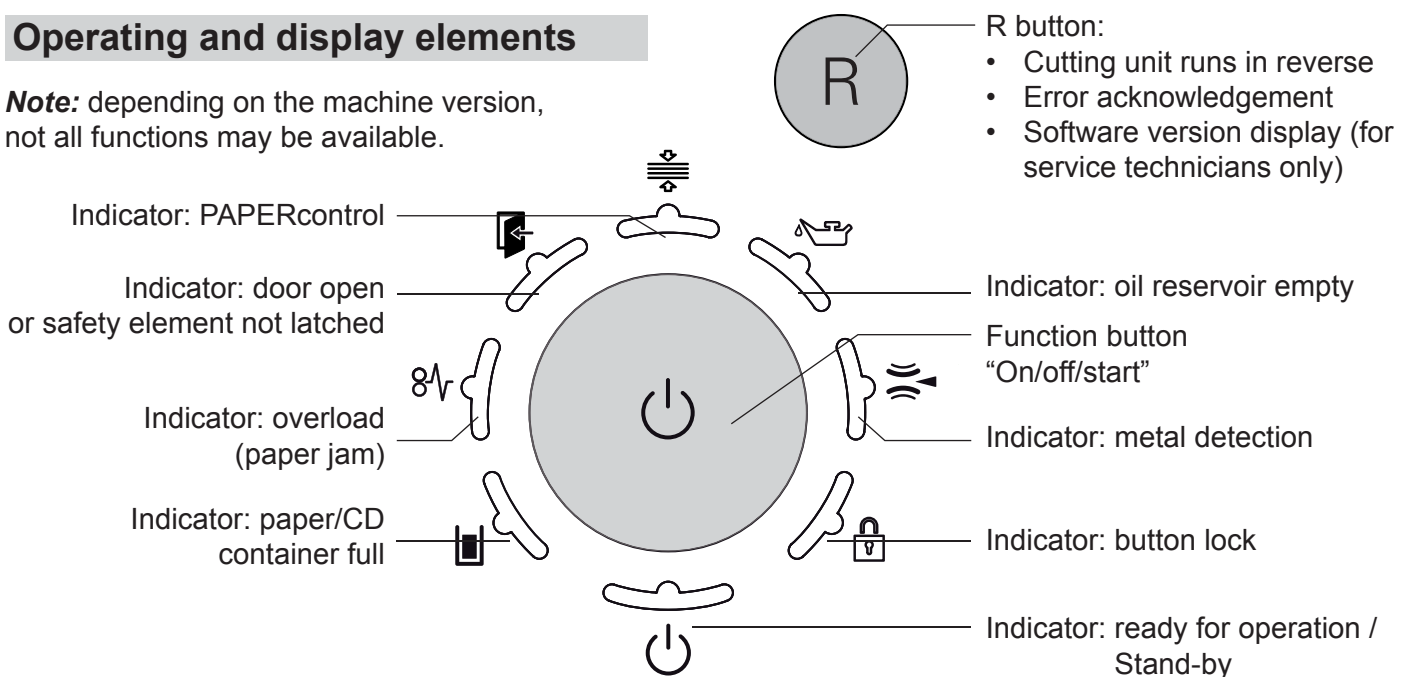 Operating and display elements
Note: depending on the machine version,
not all functions may be available.
R
R button:
• Cutting unit runs in reverse
• Error acknowledgement
• Software version display (for
service technicians only)
Indicator: PAPERcontrol
Indicator: door open
or safety element not latched
Indicator: overload
(paper jam)
Indicator: paper/CD
container full
Indicator: oil reservoir empty
Function button
“On/off/start”
Indicator: metal detection
Indicator: button lock
Indicator: ready for operation /
Stand-by